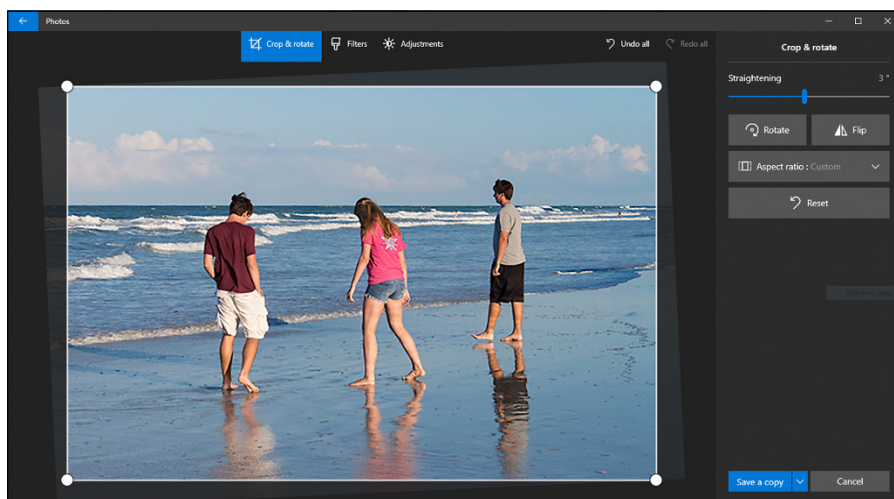 Photos
Crop & rotate
Filters
Adjustments
Undo all
Redo all
Crop & rotate
Straightening
3 °
Rotate
Flip
Aspect ratio : Custom
Reset
Save a copy
Cancel